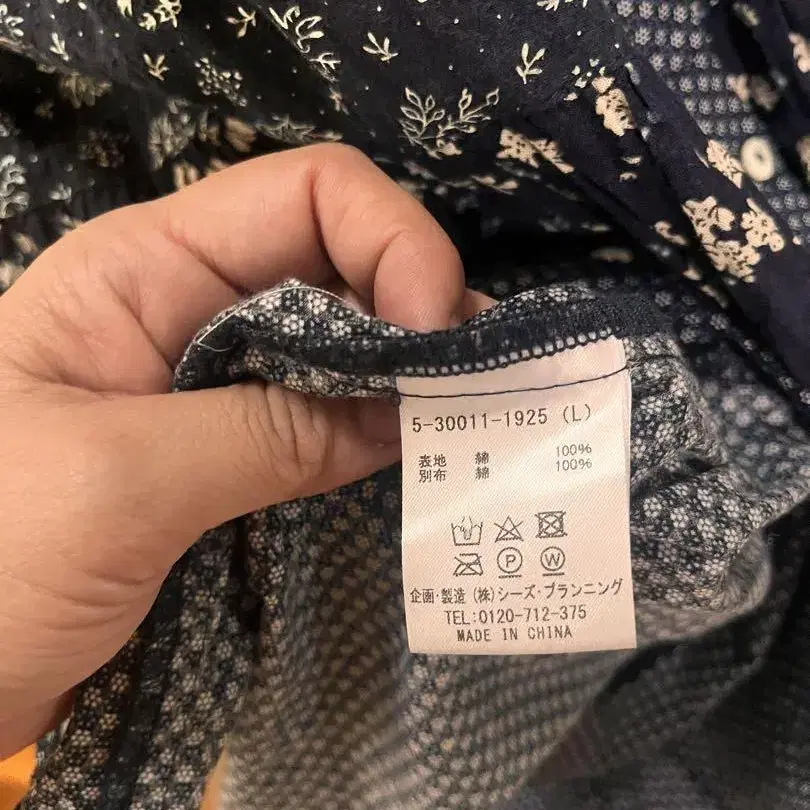 5-30011-1925 (L)
表地 綿 100%
別布 綿 100%
P W
企画・製造 (株)シーズ・プランニング
TEL:0120-712-375
MADE IN CHINA